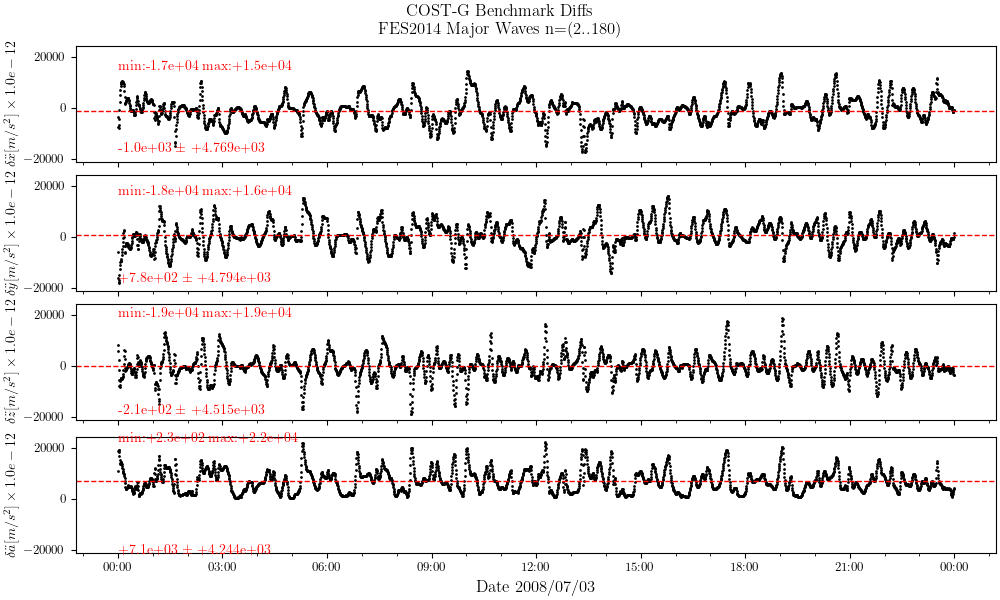 COST-G Benchmark Diffs
FES2014 Major Waves n=(2..180)
δẍ[m/s²] × 1.0e − 12
20000
0
−20000
min:-1.7e+04 max:+1.5e+04
-1.0e+03 ± +4.769e+03
δÿ[m/s²] × 1.0e − 12
20000
0
−20000
min:-1.8e+04 max:+1.6e+04
+7.8e+02 ± +4.794e+03
δz̈[m/s²] × 1.0e − 12
20000
0
−20000
min:-1.9e+04 max:+1.9e+04
-2.1e+02 ± +4.515e+03
δä[m/s²] × 1.0e − 12
20000
0
−20000
min:+2.3e+02 max:+2.2e+04
+7.1e+03 ± +4.244e+03
00:00 03:00 06:00 09:00 12:00 15:00 18:00 21:00 00:00
Date 2008/07/03